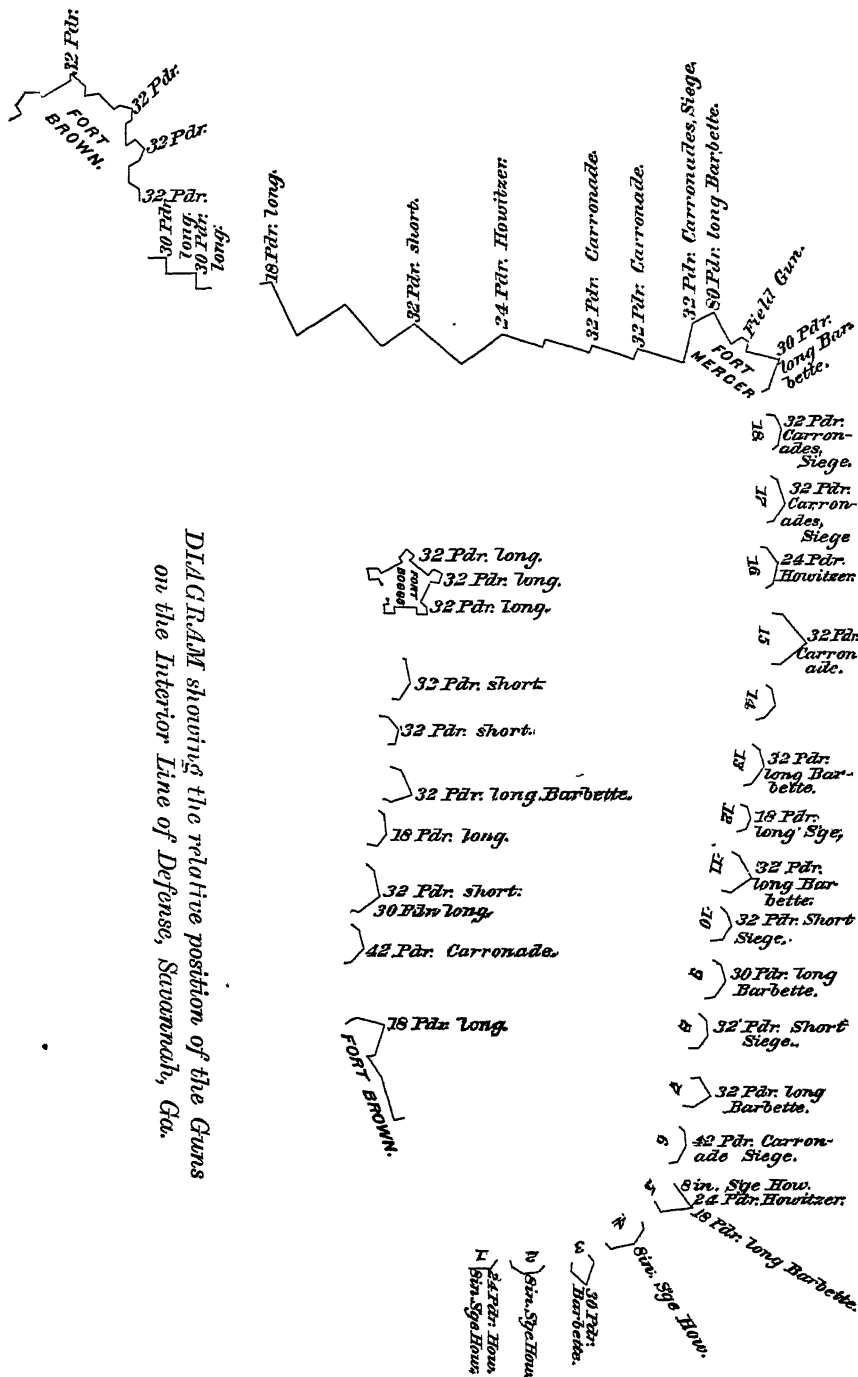 32 Pdr.
32 Pdr.
32 Pdr.
32 Pdr.
FORT
BROWN.
30 Pdr.
long.
30 Pdr.
long.
18 Pdr. long.
32 Pdr. short.
24 Pdr. Howitzer.
32 Pdr. Carronade.
32 Pdr. Carronade.
32 Pdr. Carronades, Siege.
80 Pdr. long Barbette.
Field Gun.
FORT
MERCER
30 Pdr.
long Bar
bette.
18
32 Pdr.
Carron-
ades,
Siege.
17
32 Pdr.
Carron-
ades,
Siege
16
24 Pdr.
Howitzer.
15
32 Pdr.
Carron
ade.
14
13
32 Pdr.
long Bar-
bette.
12
18 Pdr.
long Sge,
11
32 Pdr.
long Bar-
bette.
10
32 Pdr. Short
Siege.
9
30 Pdr. long
Barbette.
8
32 Pdr. Short
Siege.
7
32 Pdr. long
Barbette.
6
42 Pdr. Carron-
ade Siege.
5
8in. Sge How.
24 Pdr. Howitzer.
18 Pdr. long Barbette.
4
8in. Sge How.
3
30 Pdr.
Barbette.
2
8in. Sge How.
1
24 Pdr. How.
8in. Sge How.
FORT
BOGGS
32 Pdr. long.
32 Pdr. long.
32 Pdr. long.
32 Pdr. short
32 Pdr. short.
32 Pdr. long Barbette.
18 Pdr. long.
32 Pdr. short.
30 Pdr long.
42 Pdr. Carronade.
18 Pdr. long.
FORT BROWN.
DIAGRAM showing the relative position of the Guns
on the Interior Line of Defense, Savannah, Ga.